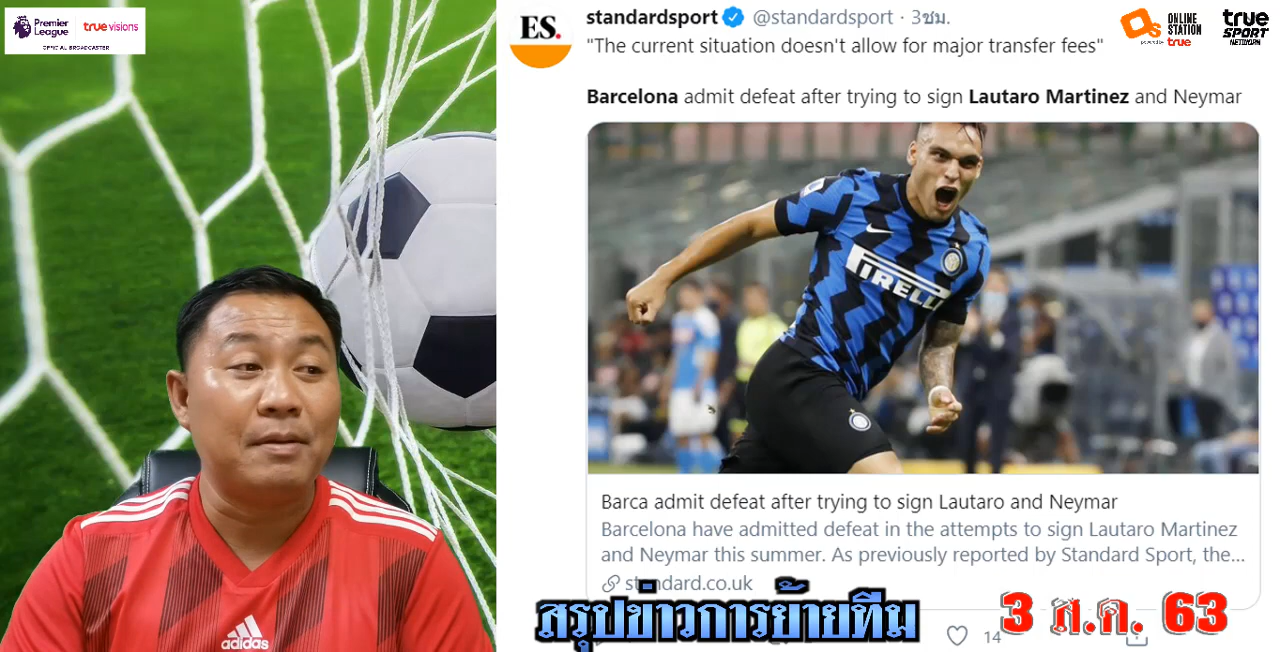 Premier League
true visions
OFFICIAL BROADCASTER
ES.
standardsport @standardsport · 3ชม.
"The current situation doesn't allow for major transfer fees"
Barcelona admit defeat after trying to sign Lautaro Martinez and Neymar
ONLINE STATION
powered by true
true SPORT NETWORK
PIRELLI
Barca admit defeat after trying to sign Lautaro and Neymar
Barcelona have admitted defeat in the attempts to sign Lautaro Martinez
and Neymar this summer. As previously reported by Standard Sport, the...
standard.co.uk
สรุปข่าวการย้ายทีม
3 ส.ค. 63
14
adidas